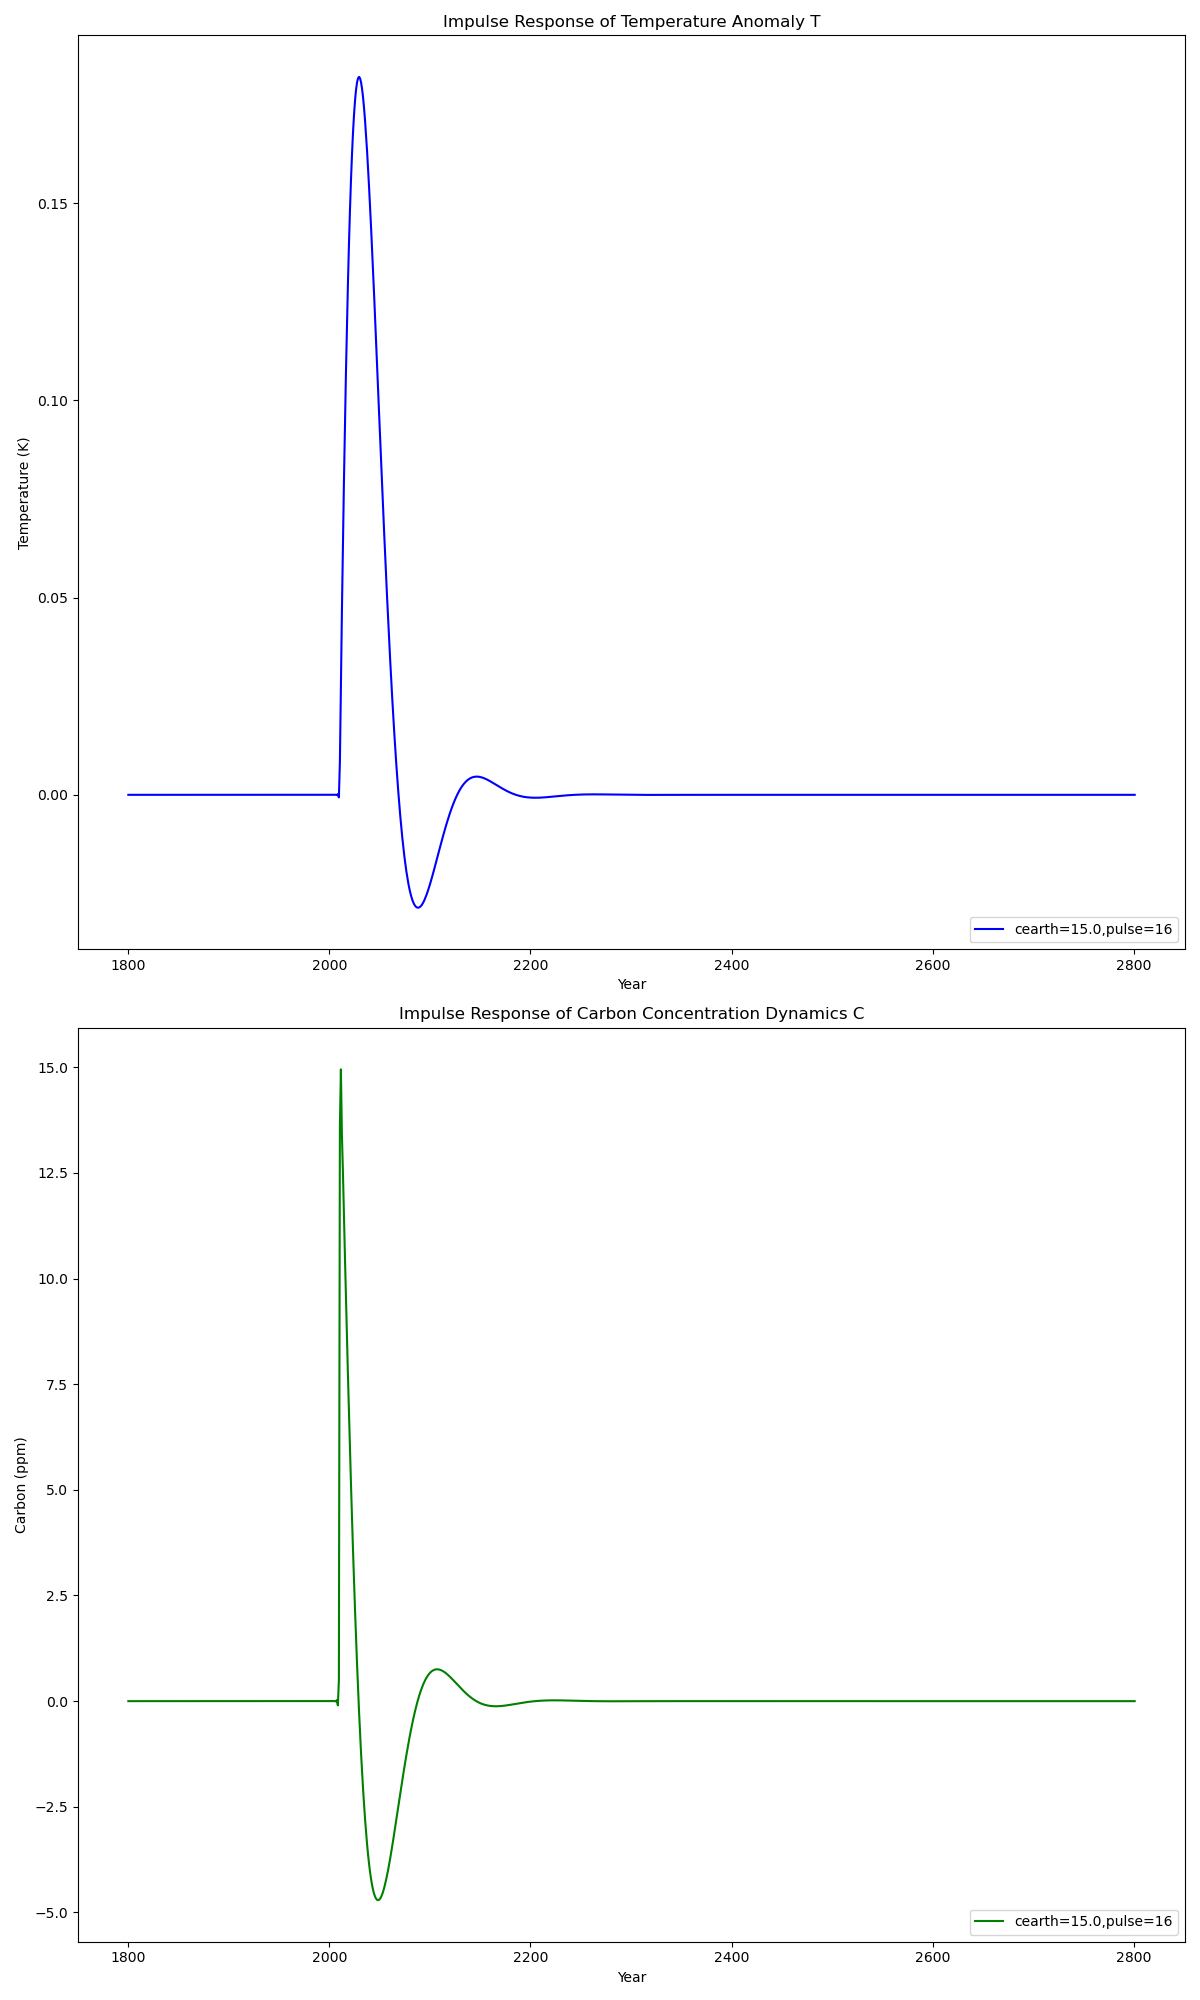 Impulse Response of Temperature Anomaly T
Temperature (K)
0.15
0.10
0.05
0.00
cearth=15.0,pulse=16
1800 2000 2200 2400 2600 2800
Year
Impulse Response of Carbon Concentration Dynamics C
Carbon (ppm)
15.0
12.5
10.0
7.5
5.0
2.5
0.0
−2.5
−5.0
cearth=15.0,pulse=16
1800 2000 2200 2400 2600 2800
Year